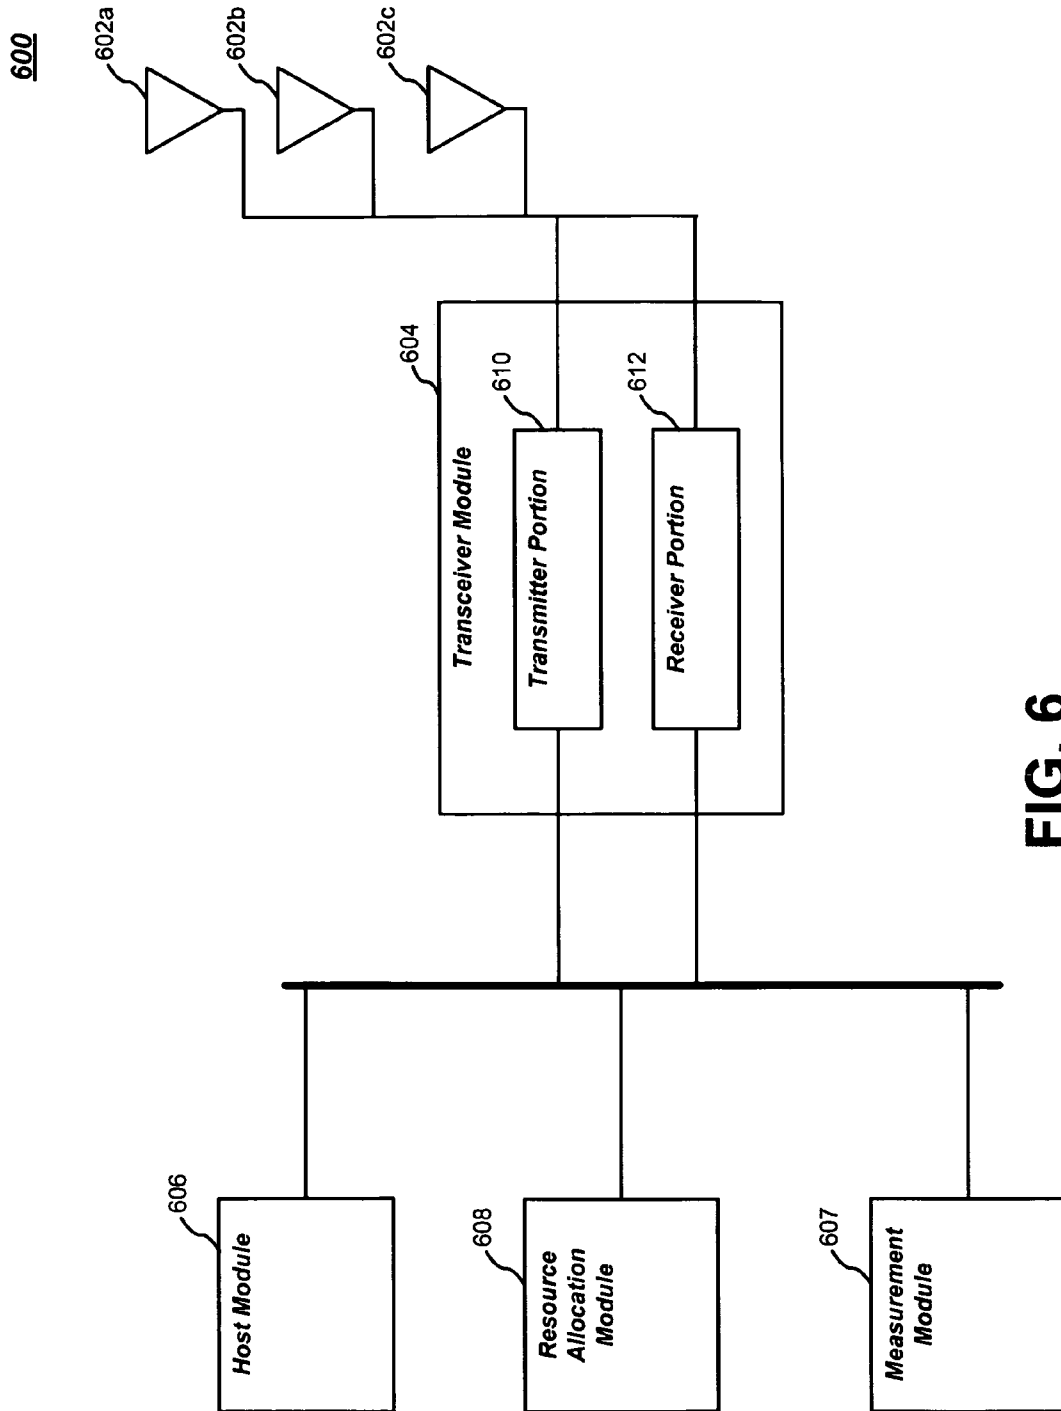 600
602a
602b
602c
604
Transceiver Module
610
Transmitter Portion
612
Receiver Portion
606
Host Module
608
Resource
Allocation
Module
607
Measurement
Module
FIG. 6